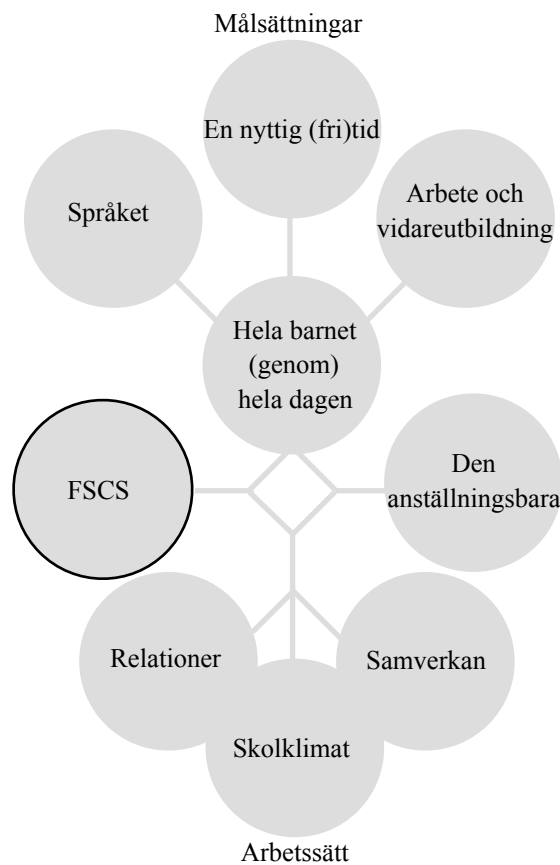 Målsättningar
En nyttig (fri)tid
Språket
Arbete och
vidareutbildning
Hela barnet
(genom)
hela dagen
FSCS
Den
anställningsbara
Relationer
Samverkan
Skolklimat
Arbetssätt